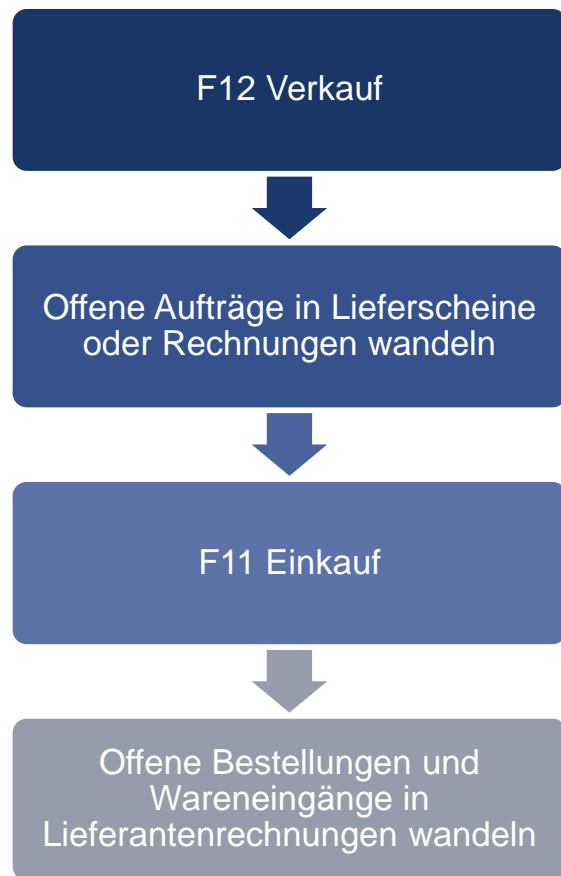 F12 Verkauf
Offene Aufträge in Lieferscheine
oder Rechnungen wandeln
F11 Einkauf
Offene Bestellungen und
Wareneingänge in
Lieferantenrechnungen wandeln